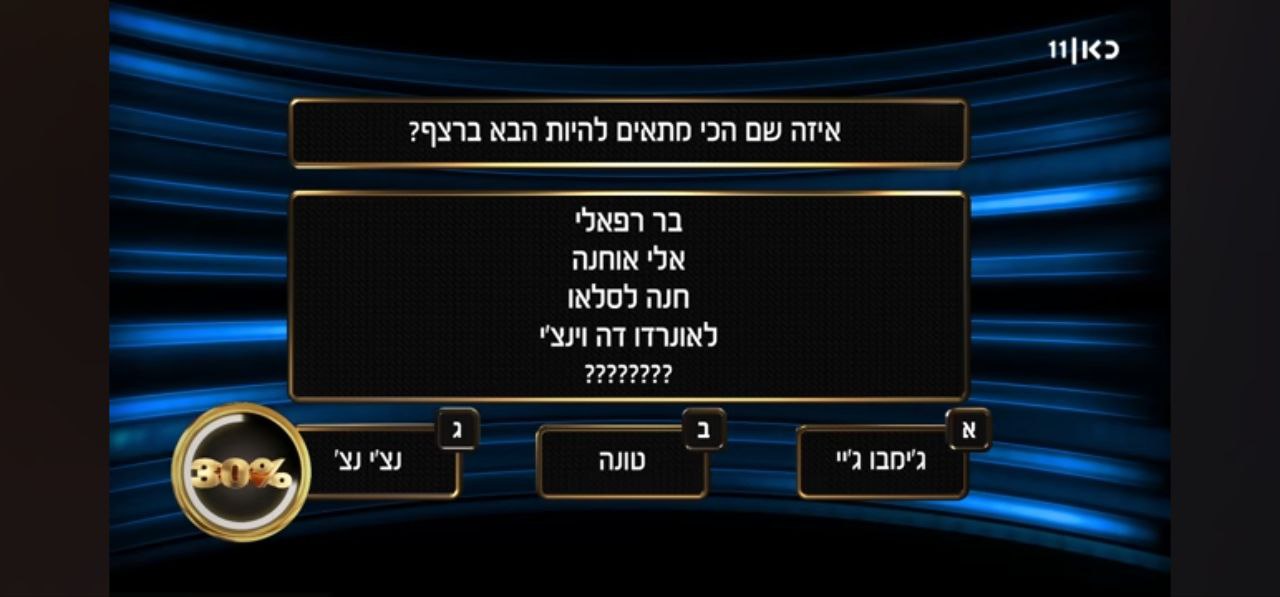 כאן|11
איזה שם הכי מתאים להיות הבא ברצף?
בר רפאלי
אלי אוחנה
חנה לסלאו
לאונרדו דה וינצ'י
????????
א
ג'ימבו ג'יי
ב
טונה
ג
נצ'י נצ'
30%